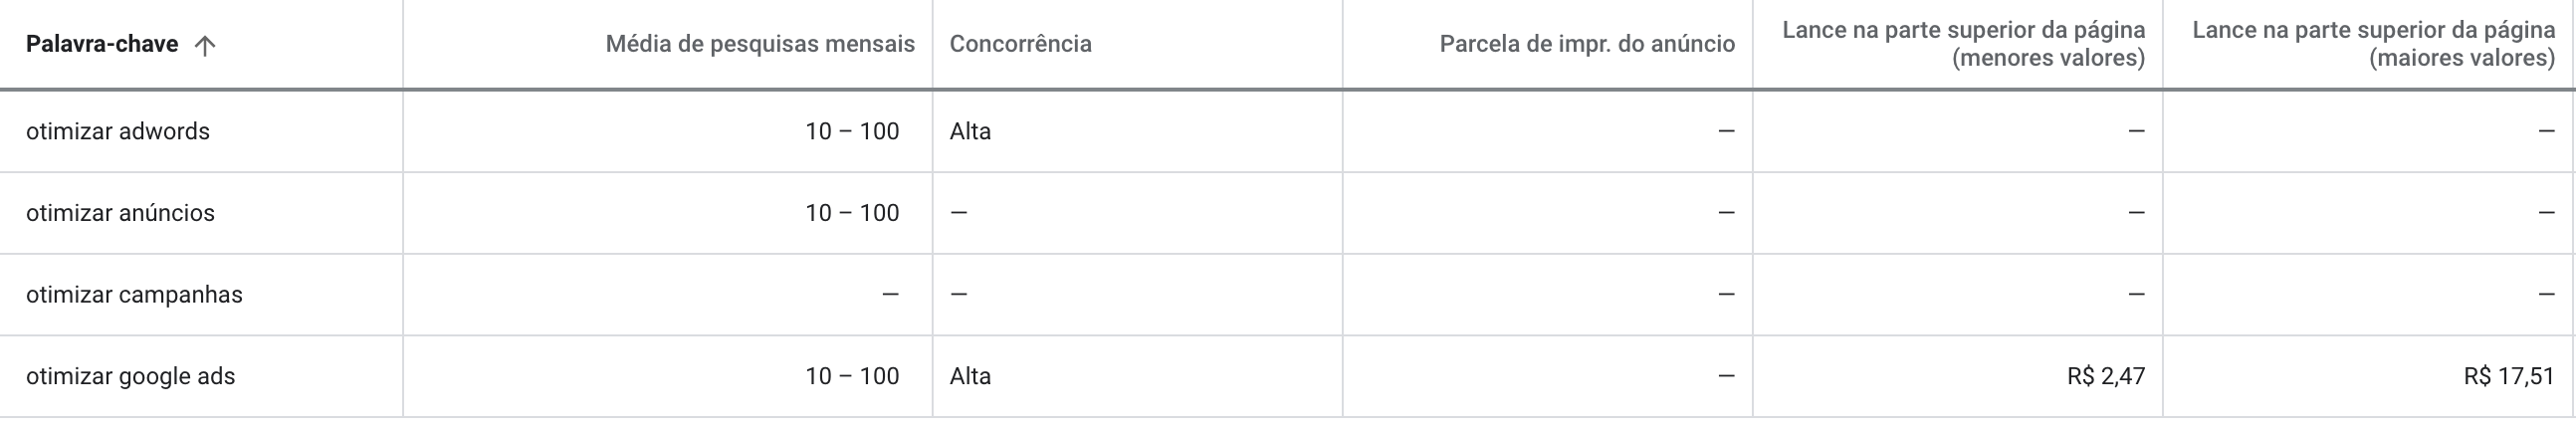 Palavra-chave Média de pesquisas mensais Concorrência Parcela de impr. do anúncio Lance na parte superior da página (menores valores) Lance na parte superior da página (maiores valores)
otimizar adwords 10 – 100 Alta — — —
otimizar anúncios 10 – 100 — — — —
otimizar campanhas — — — — —
otimizar google ads 10 – 100 Alta — R$ 2,47 R$ 17,51